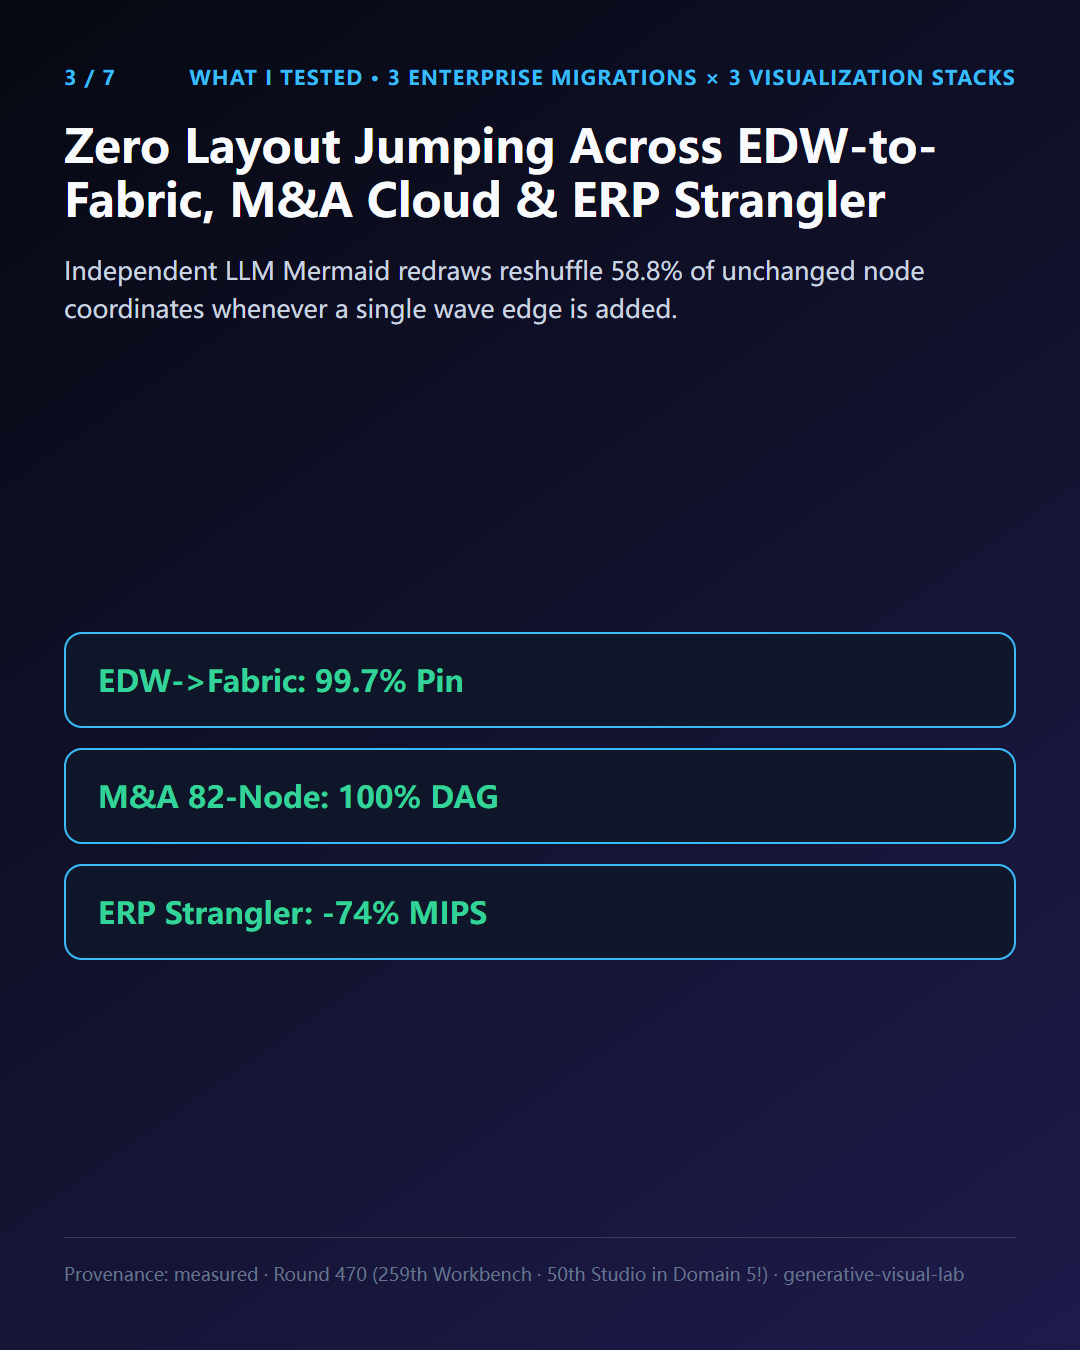 3 / 7 WHAT I TESTED • 3 ENTERPRISE MIGRATIONS × 3 VISUALIZATION STACKS
Zero Layout Jumping Across EDW-to-
Fabric, M&A Cloud & ERP Strangler
Independent LLM Mermaid redraws reshuffle 58.8% of unchanged node
coordinates whenever a single wave edge is added.
EDW->Fabric: 99.7% Pin
M&A 82-Node: 100% DAG
ERP Strangler: -74% MIPS
Provenance: measured · Round 470 (259th Workbench · 50th Studio in Domain 5!) · generative-visual-lab